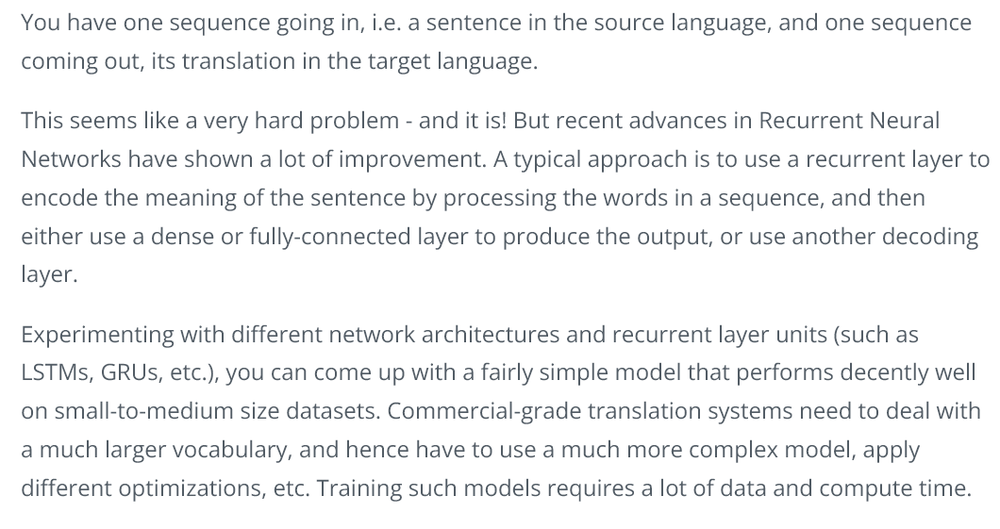 You have one sequence going in, i.e. a sentence in the source language, and one sequence
coming out, its translation in the target language.
This seems like a very hard problem - and it is! But recent advances in Recurrent Neural
Networks have shown a lot of improvement. A typical approach is to use a recurrent layer to
encode the meaning of the sentence by processing the words in a sequence, and then
either use a dense or fully-connected layer to produce the output, or use another decoding
layer.
Experimenting with different network architectures and recurrent layer units (such as
LSTMs, GRUs, etc.), you can come up with a fairly simple model that performs decently well
on small-to-medium size datasets. Commercial-grade translation systems need to deal with
a much larger vocabulary, and hence have to use a much more complex model, apply
different optimizations, etc. Training such models requires a lot of data and compute time.